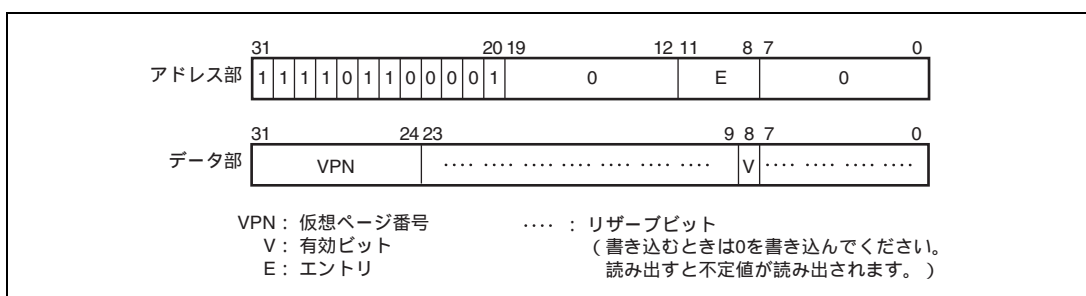 31 20 19 12 11 8 7 0
アドレス部 1 1 1 1 0 1 1 0 0 0 0 1 0 E 0
31 24 23 9 8 7 0
データ部 VPN ‥‥ ‥‥ ‥‥ ‥‥ ‥‥ ‥‥ V ‥‥ ‥‥ ‥‥ ‥‥
VPN: 仮想ページ番号 ‥‥ : リザーブビット
V: 有効ビット (書き込むときは0を書き込んでください。
E: エントリ 読み出すと不定値が読み出されます。)